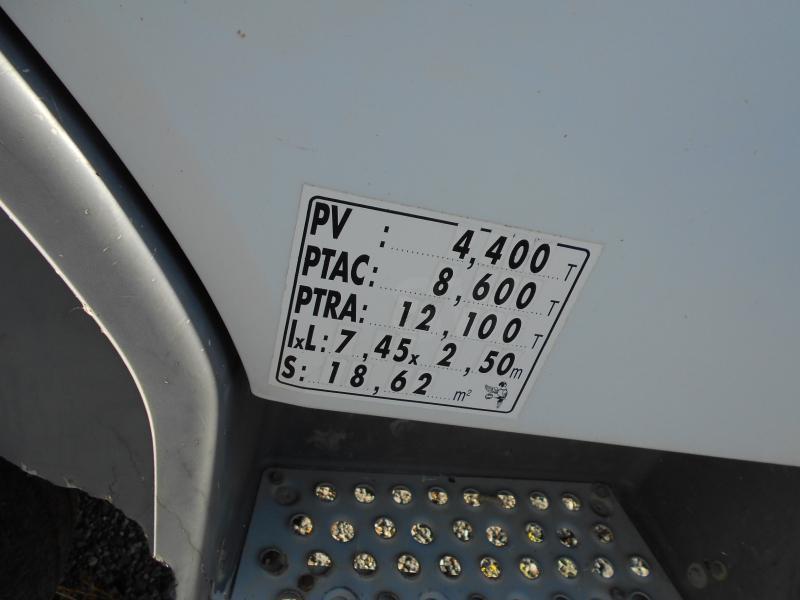 PV : 4,400 T
PTAC: 8,600 T
PTRA: 12,100 T
lxL: 7,45x 2,50m
S: 18,62 m²